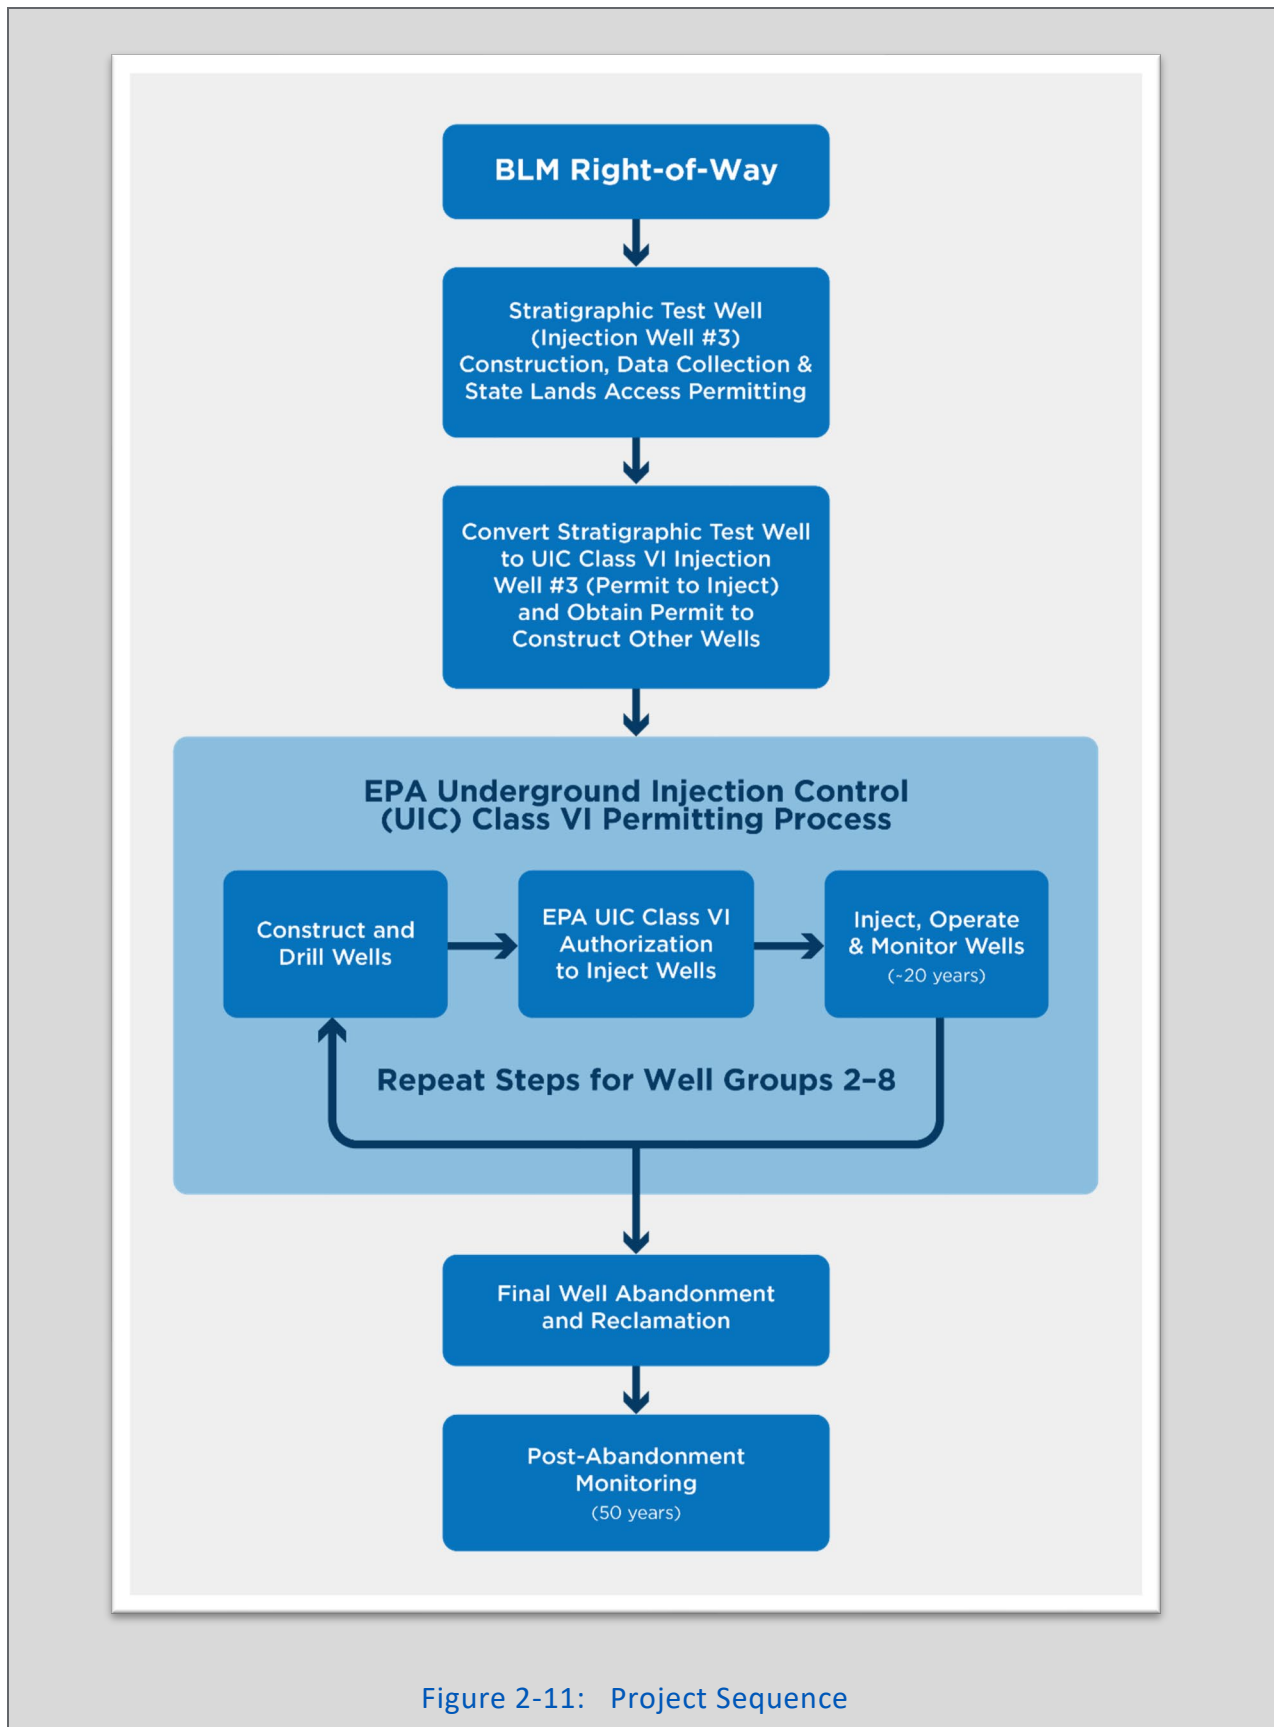 BLM Right-of-Way
Stratigraphic Test Well
(Injection Well #3)
Construction, Data Collection &
State Lands Access Permitting
Convert Stratigraphic Test Well
to UIC Class VI Injection
Well #3 (Permit to Inject)
and Obtain Permit to
Construct Other Wells
EPA Underground Injection Control
(UIC) Class VI Permitting Process
Construct and
Drill Wells
EPA UIC Class VI
Authorization
to Inject Wells
Inject, Operate
& Monitor Wells
(~20 years)
Repeat Steps for Well Groups 2–8
Final Well Abandonment
and Reclamation
Post-Abandonment
Monitoring
(50 years)
Figure 2-11: Project Sequence